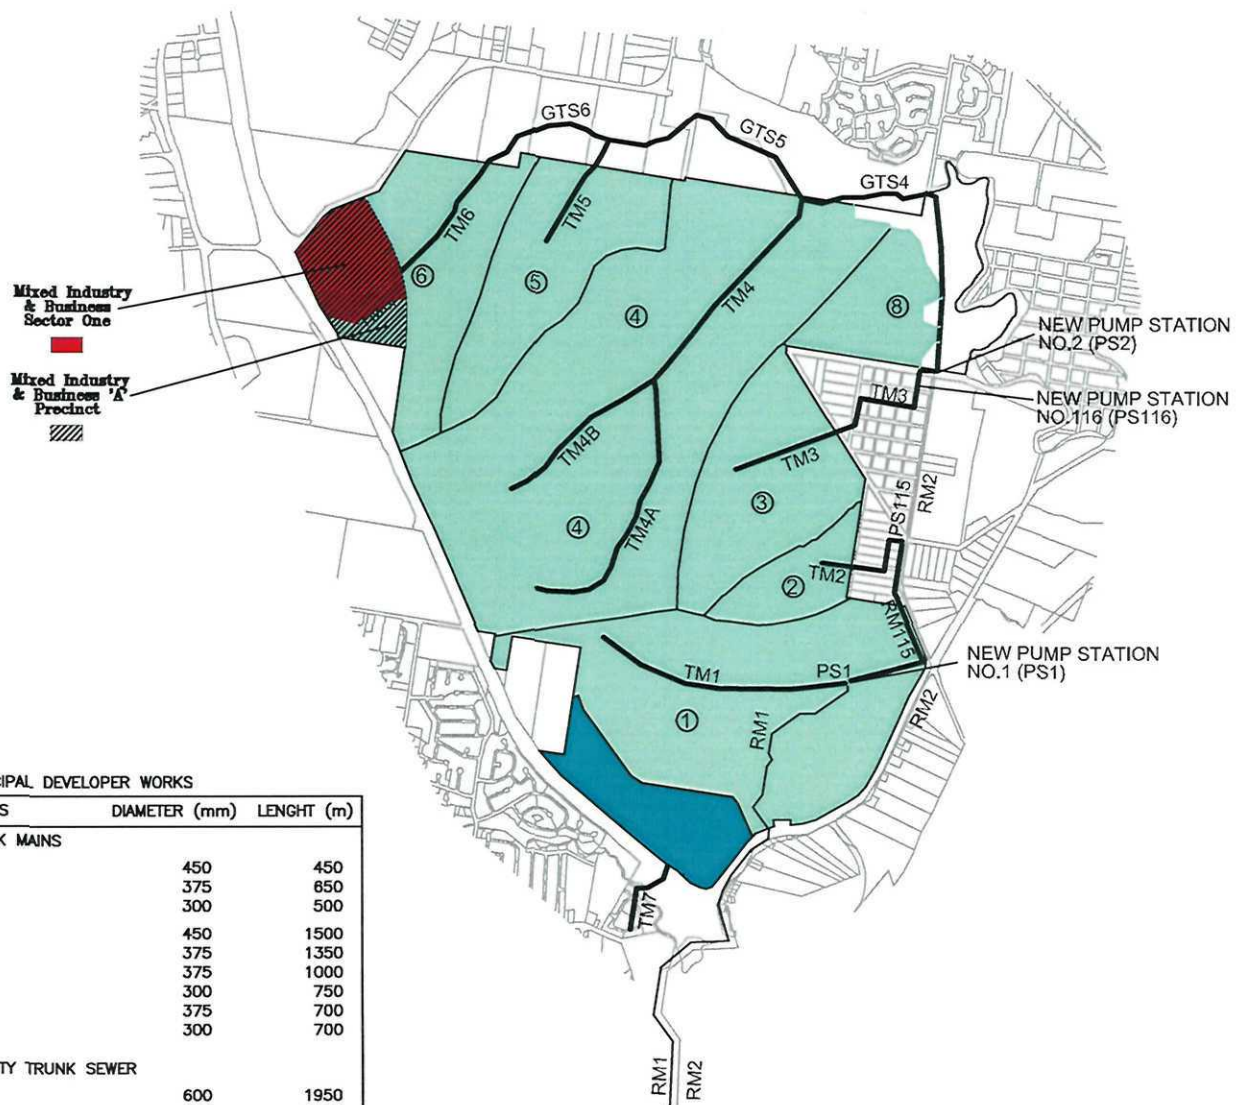 GTS6
GTS5
GTS4
TM6
TM5
TM4
⑥
⑤
④
⑧
Mixed Industry
& Business
Sector One
Mixed Industry
& Business 'A'
Precinct
NEW PUMP STATION
NO.2 (PS2)
NEW PUMP STATION
NO.116 (PS116)
TM3
TM3
TM4B
TM4A
③
④
②
PS115
RM2
TM2
RM115
NEW PUMP STATION
NO.1 (PS1)
TM1
PS1
①
RM1
RM2
TM7
RM1
RM2
CIPAL DEVELOPER WORKS
S DIAMETER (mm) LENGHT (m)
K MAINS
450 450
375 650
300 500
450 1500
375 1350
375 1000
300 750
375 700
300 700
TY TRUNK SEWER
600 1950